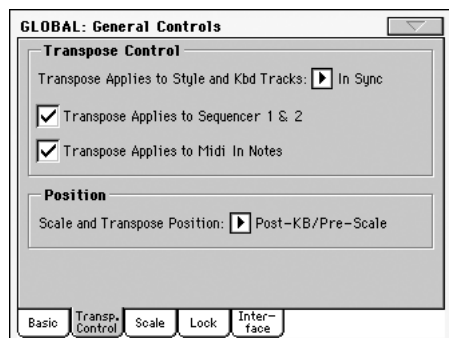 GLOBAL: General Controls
Transpose Control
Transpose Applies to Style and Kbd Tracks: In Sync
Transpose Applies to Sequencer 1 & 2
Transpose Applies to Midi In Notes
Position
Scale and Transpose Position: Post-KB/Pre-Scale
Basic
Transp.
Control
Scale
Lock
Inter-
face